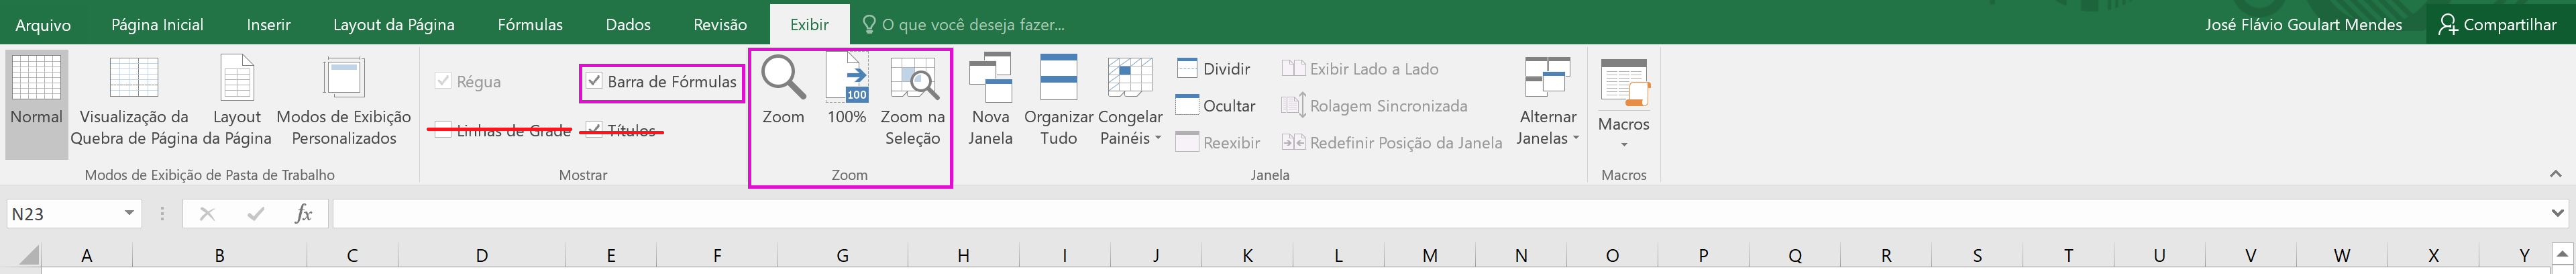 Arquivo Página Inicial Inserir Layout da Página Fórmulas Dados Revisão Exibir O que você deseja fazer... José Flávio Goulart Mendes Compartilhar
Normal
Visualização da
Quebra de Página
Layout
da Página
Modos de Exibição
Personalizados
Modos de Exibição de Pasta de Trabalho
Régua
Barra de Fórmulas
Linhas de Grade
Títulos
Mostrar
Zoom
100
100%
Zoom na
Seleção
Zoom
Nova
Janela
Organizar
Tudo
Congelar
Painéis
Dividir
Ocultar
Reexibir
Exibir Lado a Lado
Rolagem Sincronizada
Redefinir Posição da Janela
Alternar
Janelas
Janela
Macros
Macros
N23 fx
A B C D E F G H I J K L M N O P Q R S T U V W X Y